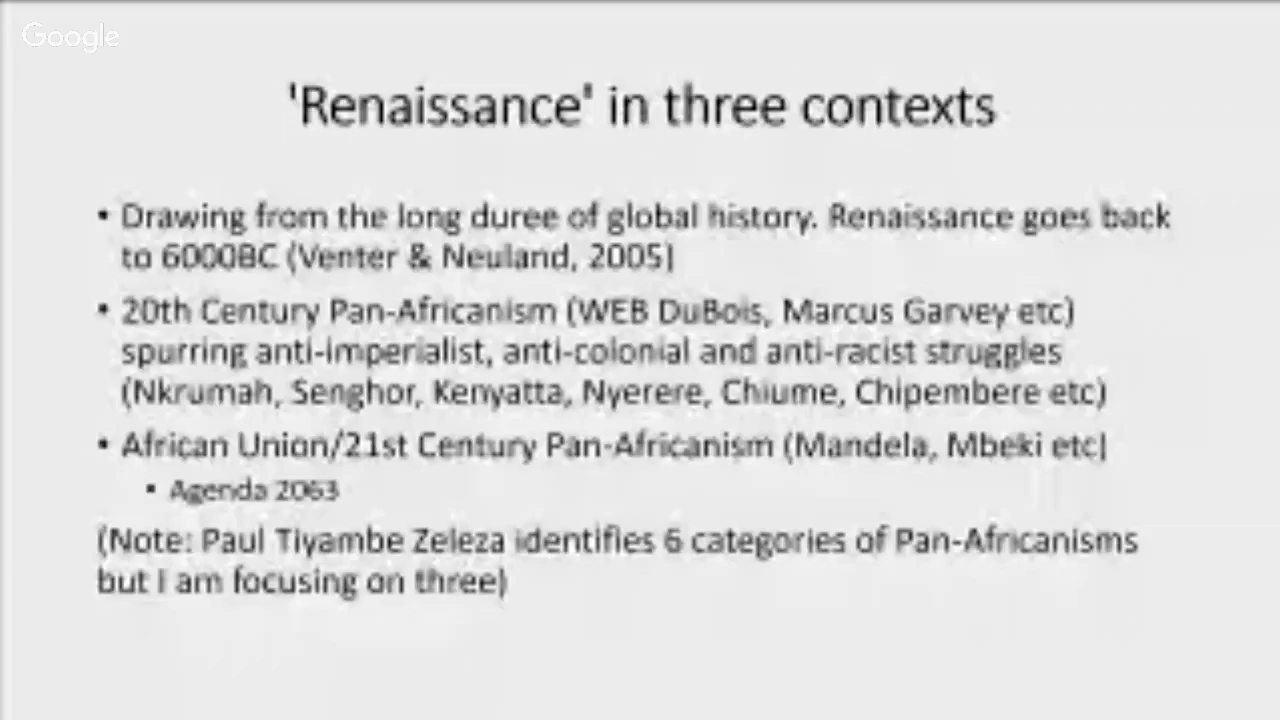 Google
'Renaissance' in three contexts
• Drawing from the long duree of global history. Renaissance goes back
to 6000BC (Venter & Neuland, 2005)
• 20th Century Pan-Africanism (WEB DuBois, Marcus Garvey etc)
spurring anti-imperialist, anti-colonial and anti-racist struggles
(Nkrumah, Senghor, Kenyatta, Nyerere, Chiume, Chipembere etc)
• African Union/21st Century Pan-Africanism (Mandela, Mbeki etc)
• Agenda 2063
(Note: Paul Tiyambe Zeleza identifies 6 categories of Pan-Africanisms
but I am focusing on three)